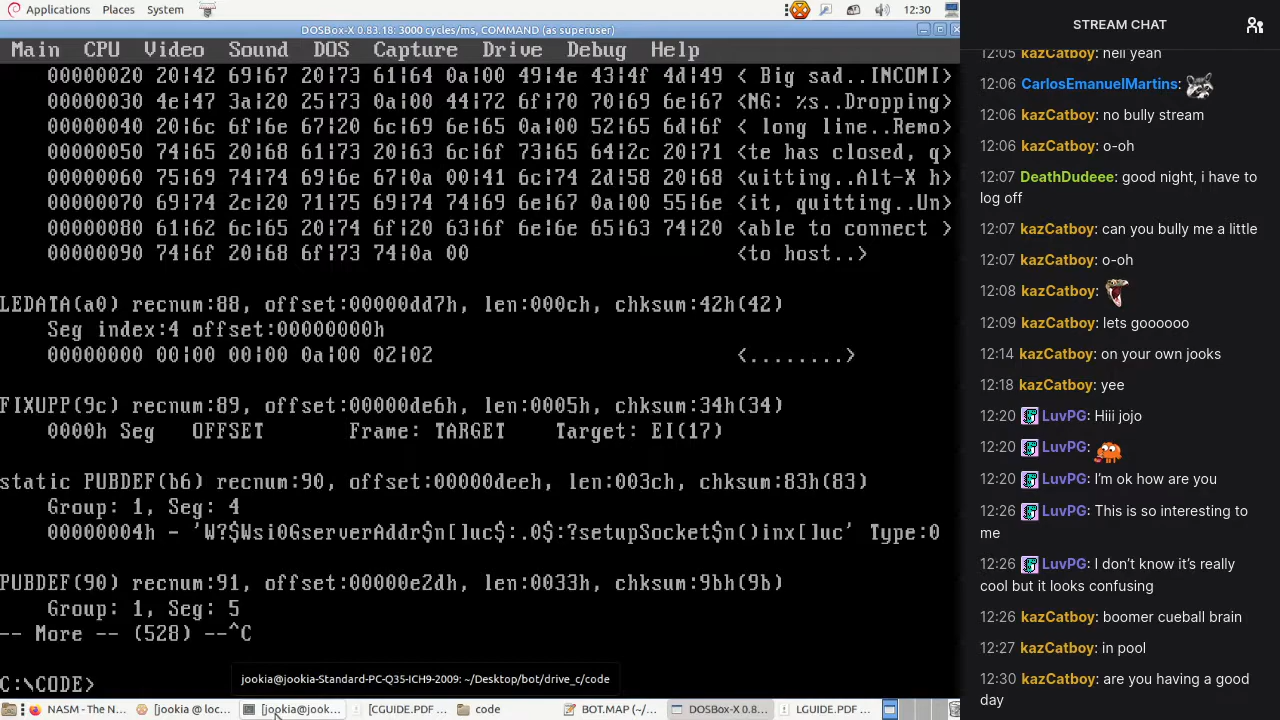 Applications Places System 12:30
DOSBox-X 0.83.18: 3000 cycles/ms, COMMAND (as superuser)
Main CPU Video Sound DOS Capture Drive Debug Help
00000020 20|42 69|67 20|73 61|64 0a|00 49|4e 43|4f 4d|49 < Big sad..INCOMI>
00000030 4e|47 3a|20 25|73 0a|00 44|72 6f|70 70|69 6e|67 <NG: %s..Dropping>
00000040 20|6c 6f|6e 67|20 6c|69 6e|65 0a|00 52|65 6d|6f < long line..Remo>
00000050 74|65 20|68 61|73 20|63 6c|6f 73|65 64|2c 20|71 <te has closed, q>
00000060 75|69 74|74 69|6e 67|0a 00|41 6c|74 2d|58 20|68 <uitting..Alt-X h>
00000070 69|74 2c|20 71|75 69|74 74|69 6e|67 0a|00 55|6e <it, quitting..Un>
00000080 61|62 6c|65 20|74 6f|20 63|6f 6e|6e 65|63 74|20 <able to connect >
00000090 74|6f 20|68 6f|73 74|0a 00 <to host..>
LEDATA(a0) recnum:88, offset:00000dd7h, len:000ch, chksum:42h(42)
Seg index:4 offset:00000000h
00000000 00|00 00|00 0a|00 02|02 <........>
FIXUPP(9c) recnum:89, offset:00000de6h, len:0005h, chksum:34h(34)
0000h Seg OFFSET Frame: TARGET Target: EI(17)
static PUBDEF(b6) recnum:90, offset:00000deeh, len:003ch, chksum:83h(83)
Group: 1, Seg: 4
00000004h - 'W?$Wsi0GserverAddr$n[]uc$:.0$:?setupSocket$n()inx[]uc' Type:0
PUBDEF(90) recnum:91, offset:00000e2dh, len:0033h, chksum:9bh(9b)
Group: 1, Seg: 5
-- More -- (528) --^C
C:\CODE>
jookia@jookia-Standard-PC-Q35-ICH9-2009: ~/Desktop/bot/drive_c/code
NASM - The N... [jookia @ loc... [jookia@jook... [CGUIDE.PDF ... code BOT.MAP (~/... DOSBox-X 0.8... LGUIDE.PDF ...
STREAM CHAT
12:05 kazCatboy: hell yeah
12:06 CarlosEmanuelMartins:
12:06 kazCatboy: no bully stream
12:06 kazCatboy: o-oh
12:07 DeathDudeee: good night, i have to
log off
12:07 kazCatboy: can you bully me a little
12:07 kazCatboy: o-oh
12:08 kazCatboy:
12:09 kazCatboy: lets goooooo
12:14 kazCatboy: on your own jooks
12:18 kazCatboy: yee
12:20 LuvPG: Hiii jojo
12:20 LuvPG:
12:20 LuvPG: I'm ok how are you
12:26 LuvPG: This is so interesting to
me
12:26 LuvPG: I don't know it's really
cool but it looks confusing
12:26 kazCatboy: boomer cueball brain
12:27 kazCatboy: in pool
12:30 kazCatboy: are you having a good
day